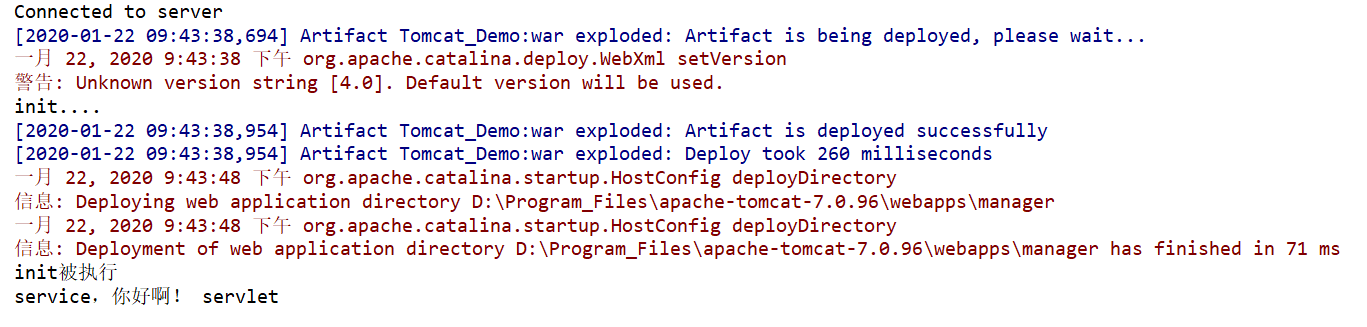 Connected to server
[2020-01-22 09:43:38,694] Artifact Tomcat_Demo:war exploded: Artifact is being deployed, please wait...
一月 22, 2020 9:43:38 下午 org.apache.catalina.deploy.WebXml setVersion
警告: Unknown version string [4.0]. Default version will be used.
init....
[2020-01-22 09:43:38,954] Artifact Tomcat_Demo:war exploded: Artifact is deployed successfully
[2020-01-22 09:43:38,954] Artifact Tomcat_Demo:war exploded: Deploy took 260 milliseconds
一月 22, 2020 9:43:48 下午 org.apache.catalina.startup.HostConfig deployDirectory
信息: Deploying web application directory D:\Program_Files\apache-tomcat-7.0.96\webapps\manager
一月 22, 2020 9:43:48 下午 org.apache.catalina.startup.HostConfig deployDirectory
信息: Deployment of web application directory D:\Program_Files\apache-tomcat-7.0.96\webapps\manager has finished in 71 ms
init被执行
service，你好啊！ servlet